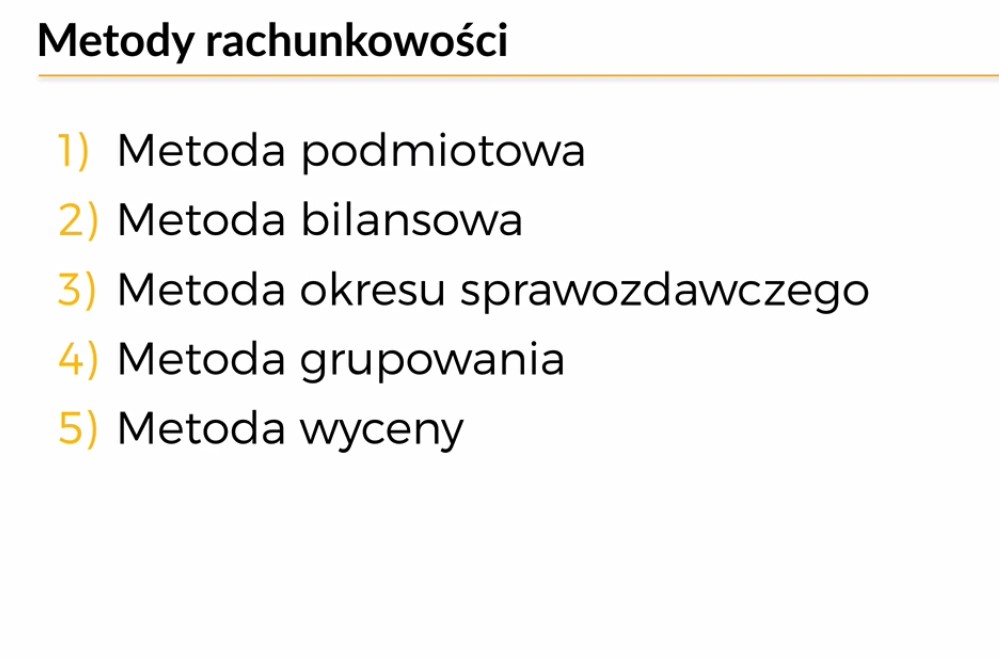 Metody rachunkowości
1) Metoda podmiotowa
2) Metoda bilansowa
3) Metoda okresu sprawozdawczego
4) Metoda grupowania
5) Metoda wyceny